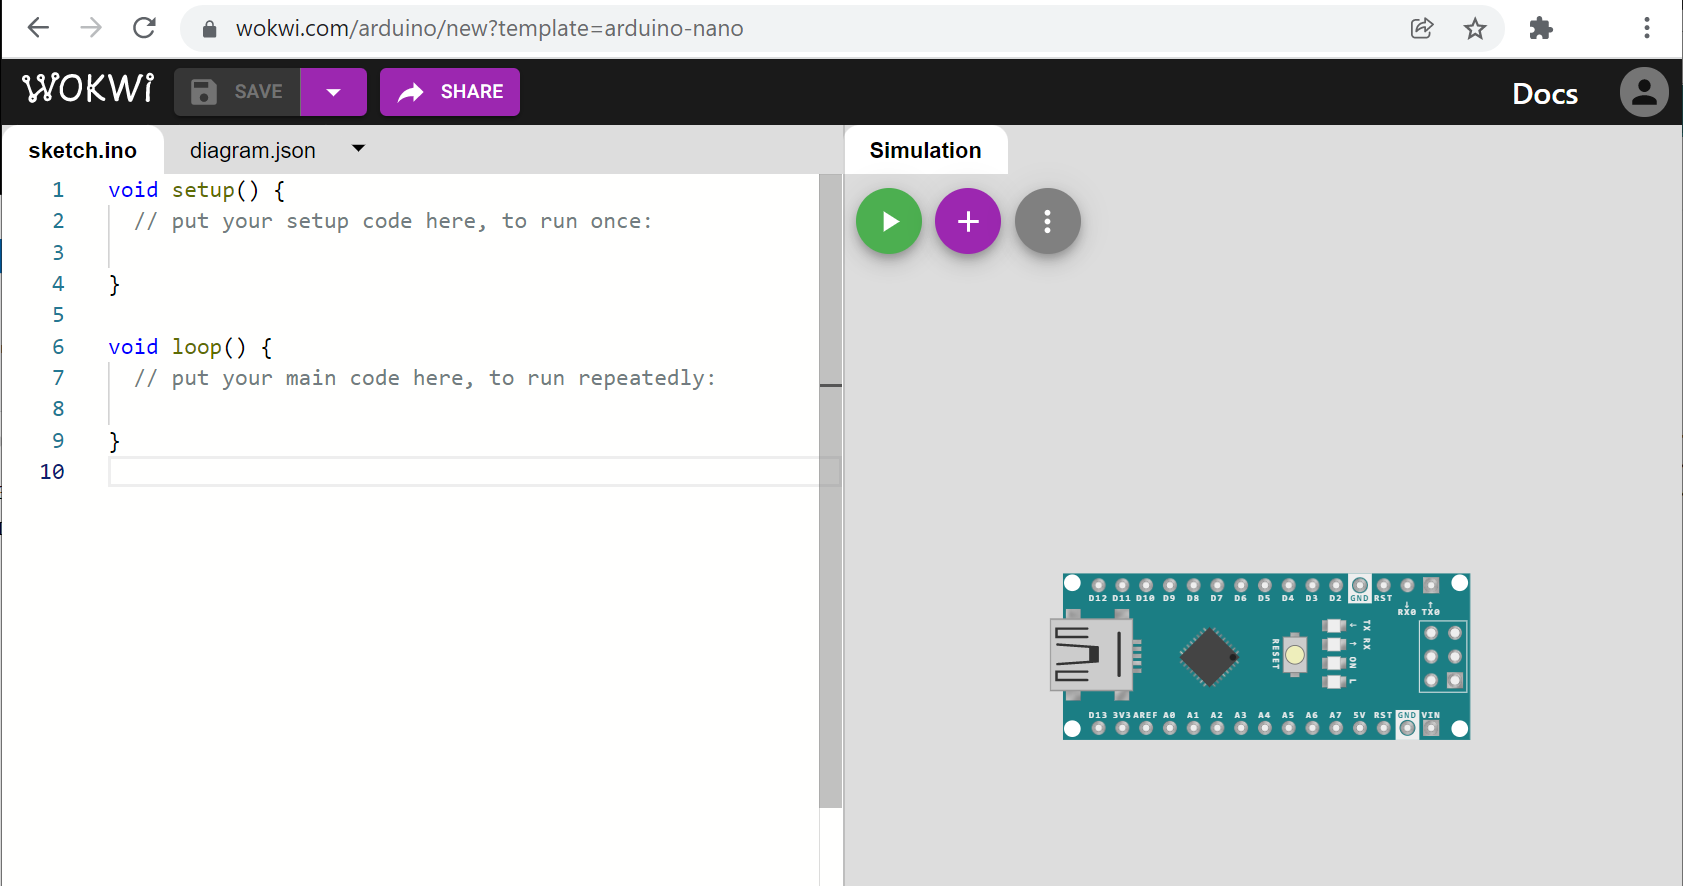 wokwi.com/arduino/new?template=arduino-nano
WOKWi SAVE SHARE Docs
sketch.ino diagram.json
Simulation
1 void setup() {
2 // put your setup code here, to run once:
3
4 }
5
6 void loop() {
7 // put your main code here, to run repeatedly:
8
9 }
10
D12 D11 D10 D9 D8 D7 D6 D5 D4 D3 D2 GND RST
↓ ↑
RX0 TX0
RESET
← TX
→ RX
ON
L
D13 3V3 AREF A0 A1 A2 A3 A4 A5 A6 A7 5V RST GND VIN